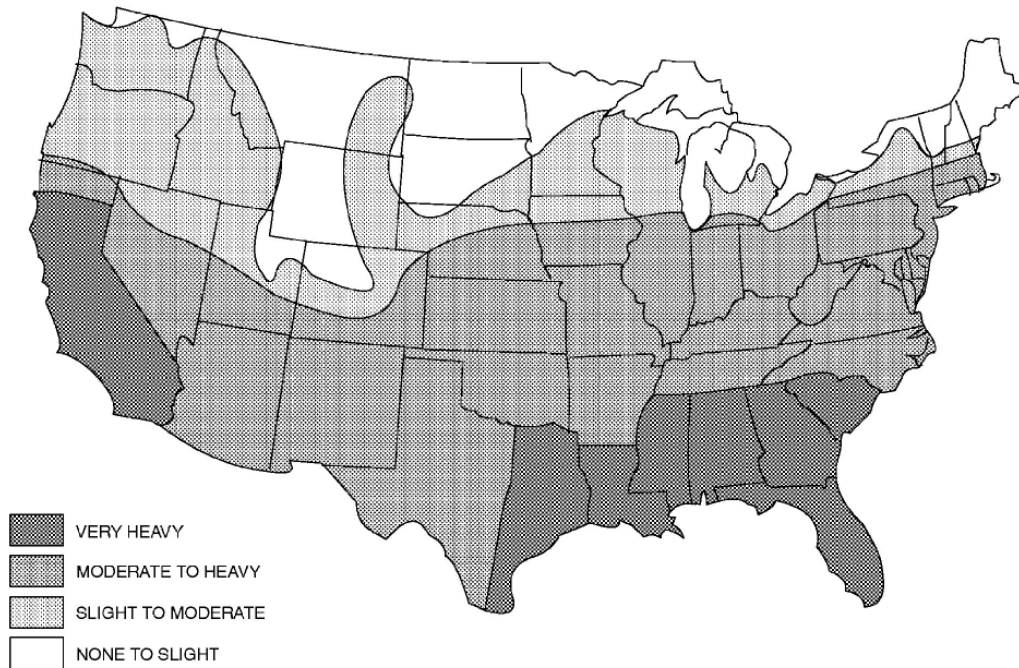 VERY HEAVY
MODERATE TO HEAVY
SLIGHT TO MODERATE
NONE TO SLIGHT